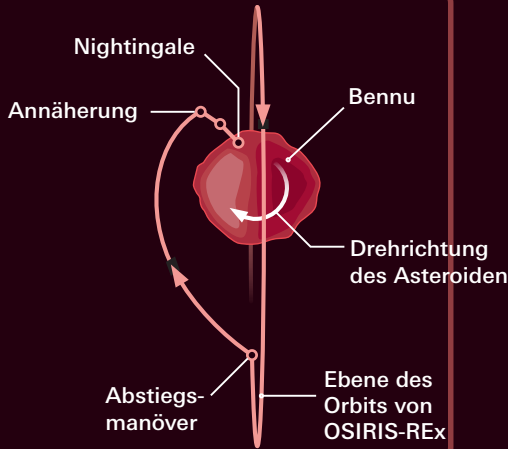 Nightingale
Annäherung
Bennu
Drehrichtung
des Asteroiden
Abstiegs-
manöver
Ebene des
Orbits von
OSIRIS-REx